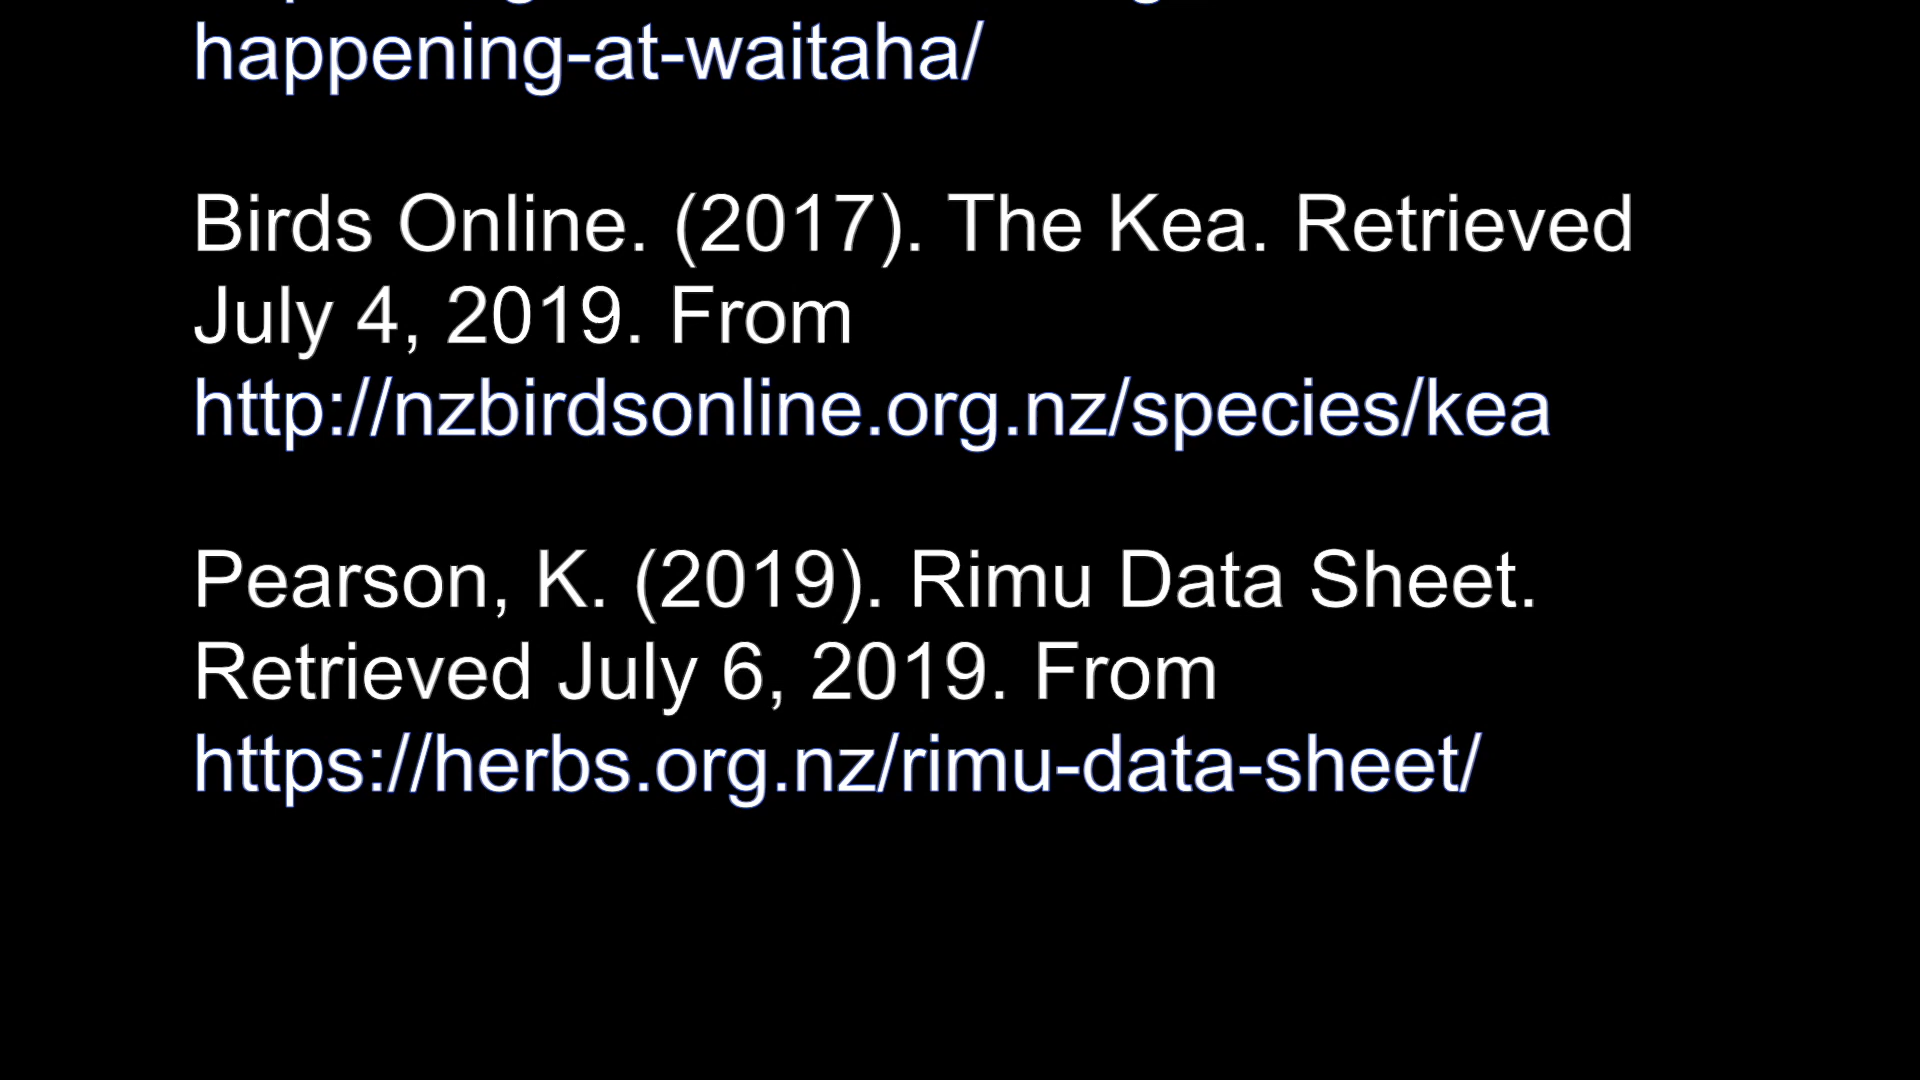 happening-at-waitaha/
Birds Online. (2017). The Kea. Retrieved
July 4, 2019. From
http://nzbirdsonline.org.nz/species/kea
Pearson, K. (2019). Rimu Data Sheet.
Retrieved July 6, 2019. From
https://herbs.org.nz/rimu-data-sheet/